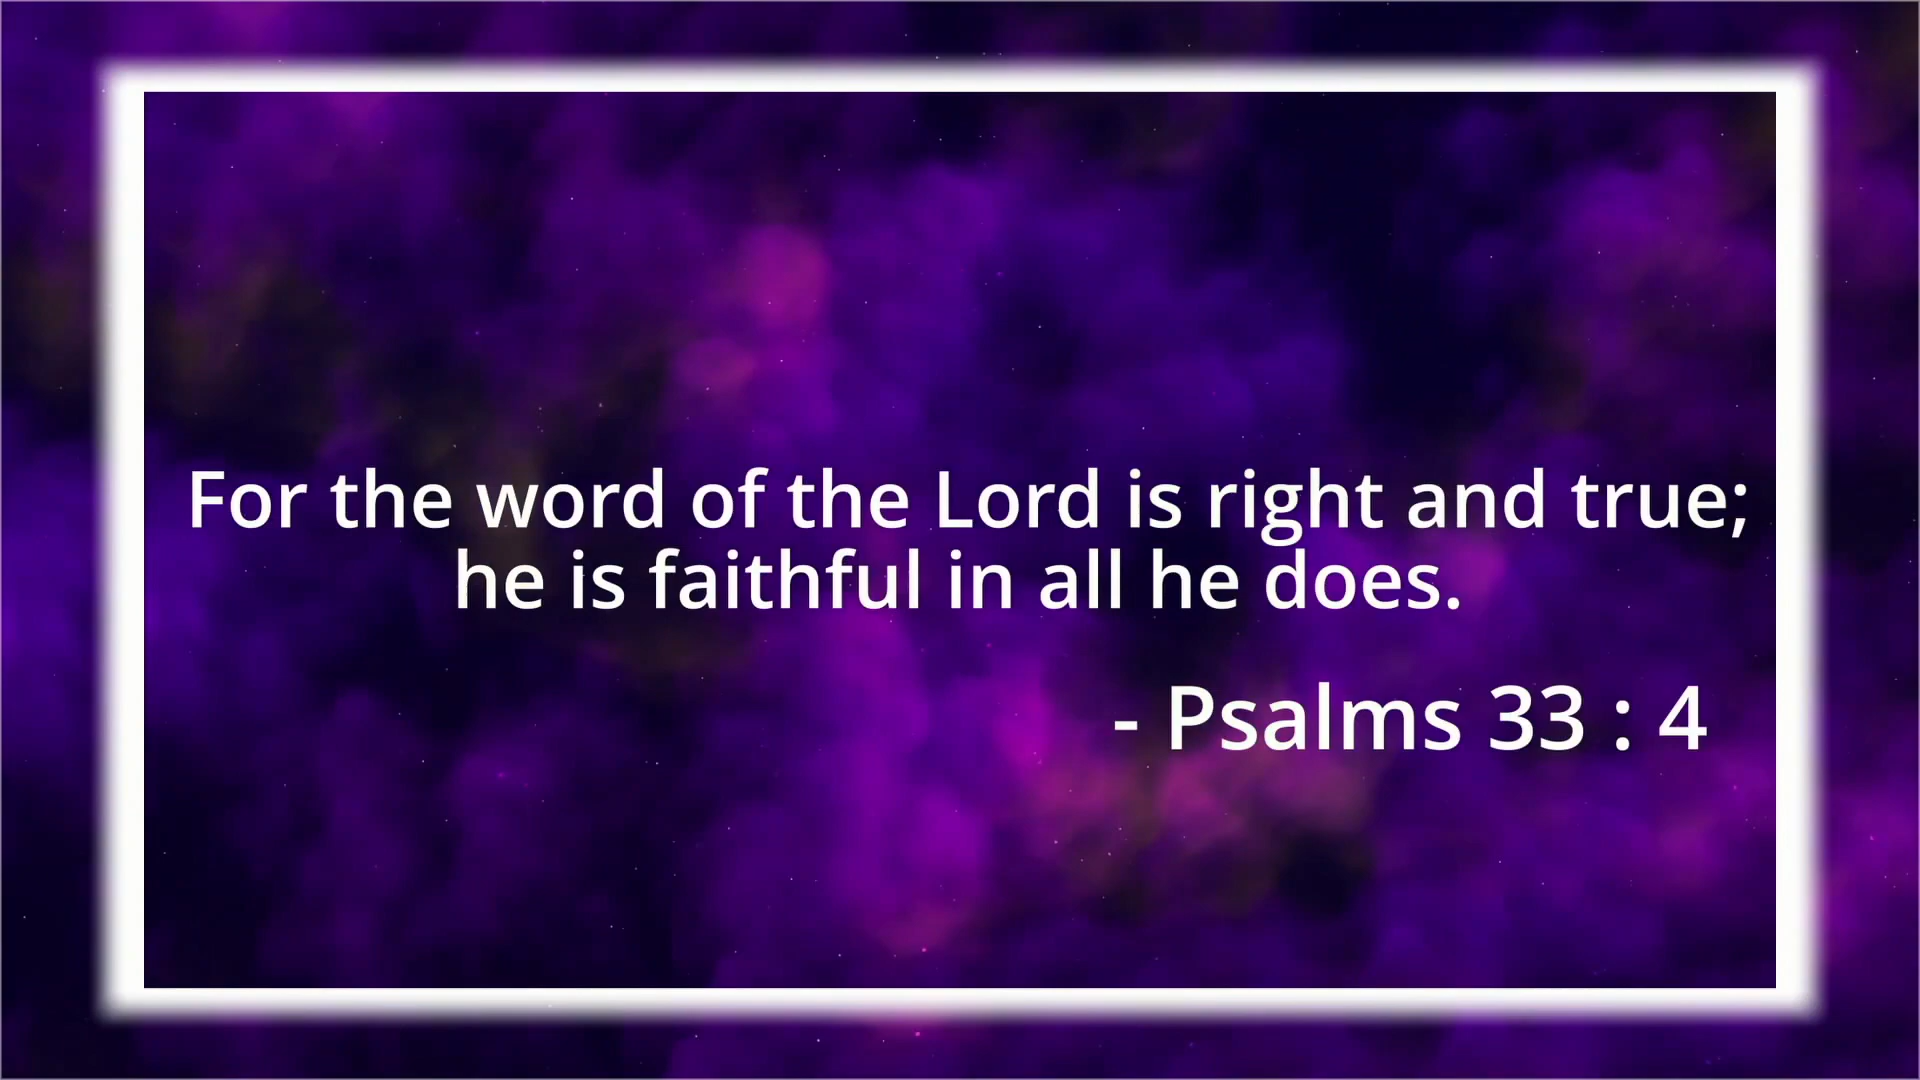 For the word of the Lord is right and true;
he is faithful in all he does.
- Psalms 33 : 4